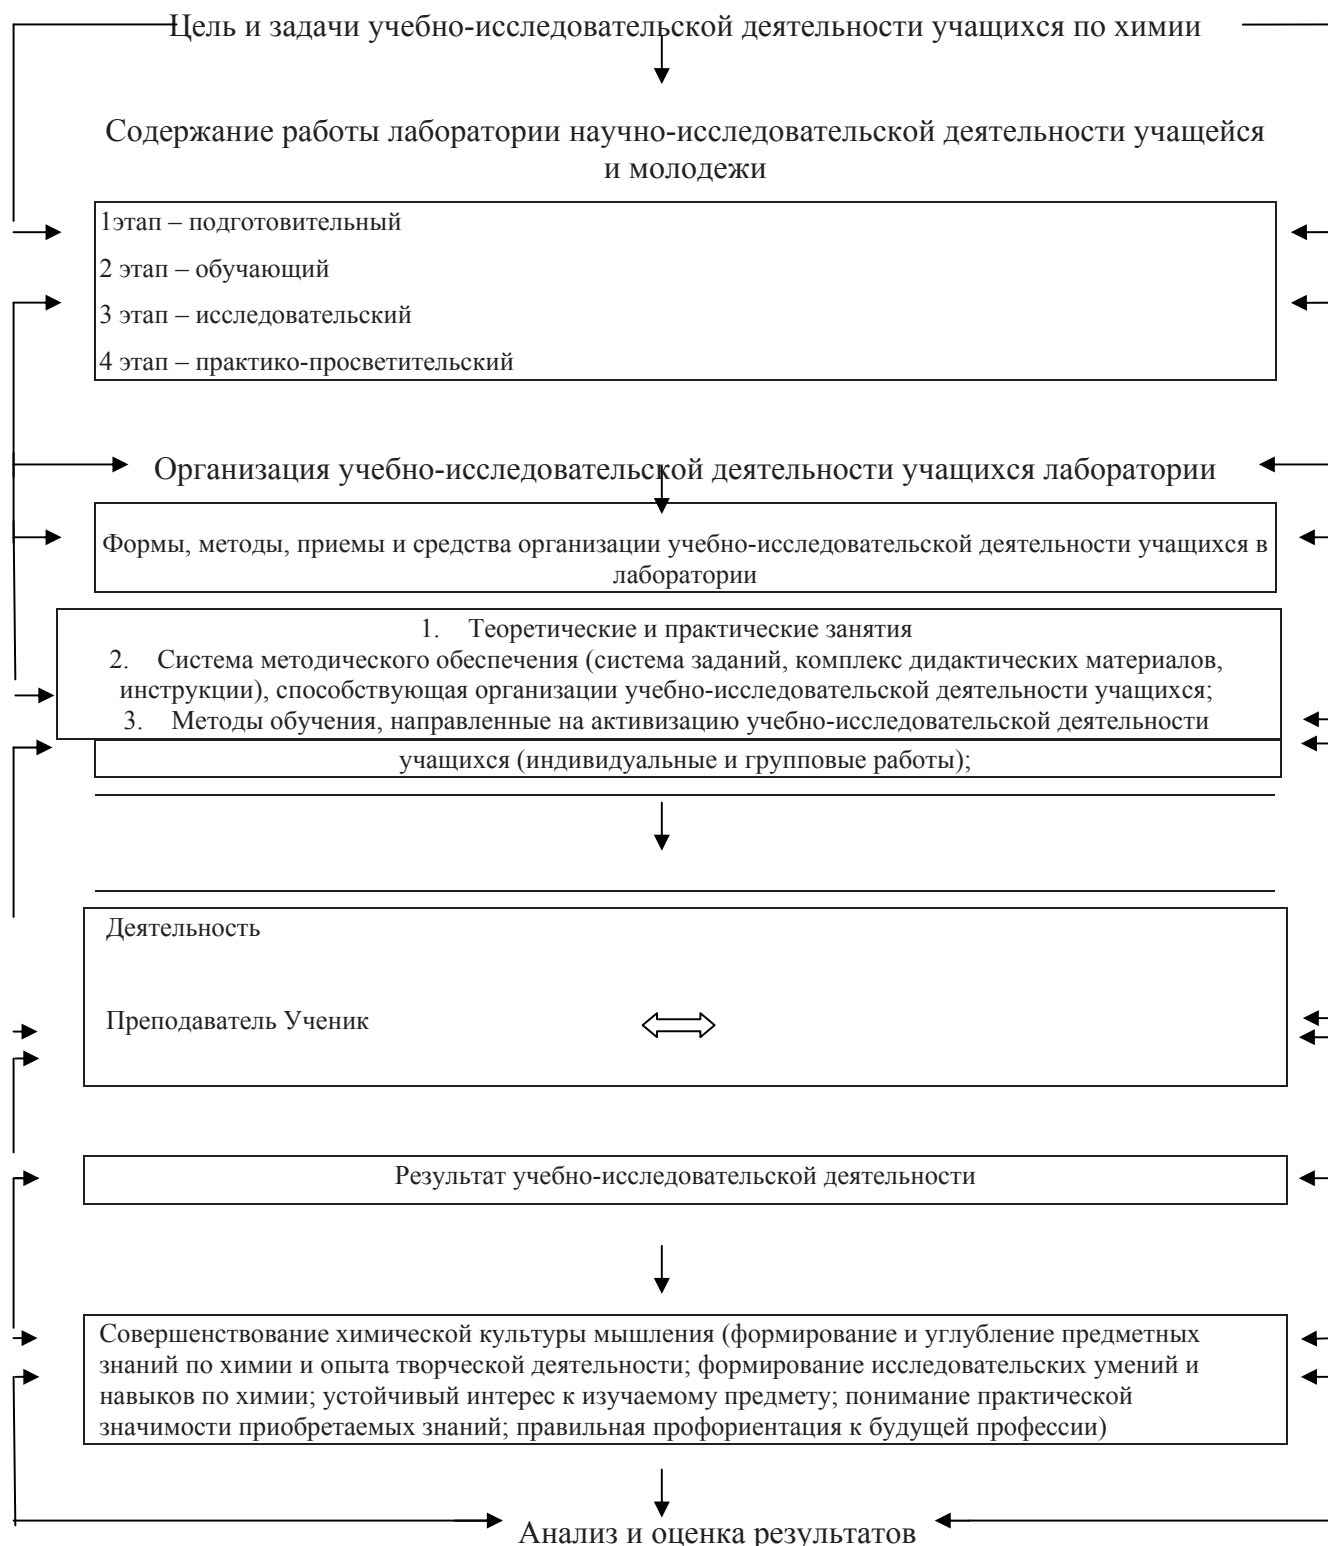 Цель и задачи учебно-исследовательской деятельности учащихся по химии
Содержание работы лаборатории научно-исследовательской деятельности учащейся
и молодежи
1этап – подготовительный
2 этап – обучающий
3 этап – исследовательский
4 этап – практико-просветительский
Организация учебно-исследовательской деятельности учащихся лаборатории
Формы, методы, приемы и средства организации учебно-исследовательской деятельности учащихся в
лаборатории
1. Теоретические и практические занятия
2. Система методического обеспечения (система заданий, комплекс дидактических материалов,
инструкции), способствующая организации учебно-исследовательской деятельности учащихся;
3. Методы обучения, направленные на активизацию учебно-исследовательской деятельности
учащихся (индивидуальные и групповые работы);
Деятельность
Преподаватель Ученик
Результат учебно-исследовательской деятельности
Совершенствование химической культуры мышления (формирование и углубление предметных
знаний по химии и опыта творческой деятельности; формирование исследовательских умений и
навыков по химии; устойчивый интерес к изучаемому предмету; понимание практической
значимости приобретаемых знаний; правильная профориентация к будущей профессии)
Анализ и оценка результатов